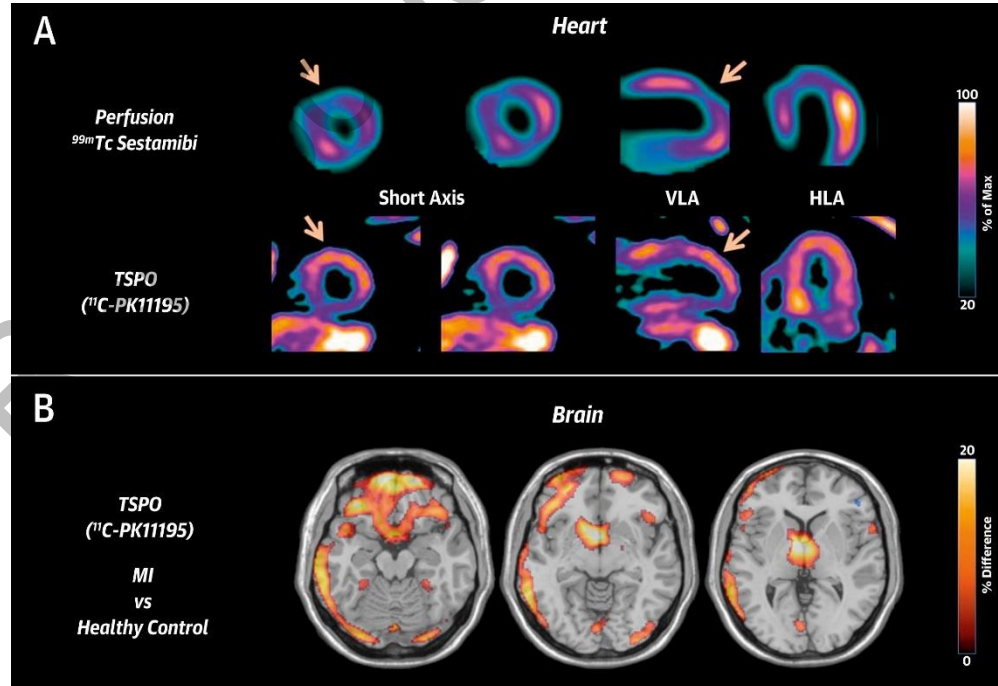 A
Heart
Perfusion
⁹⁹ᵐTc Sestamibi
100
% of Max
20
Short Axis
VLA
HLA
TSPO
(¹¹C-PK11195)
B
Brain
TSPO
(¹¹C-PK11195)
MI
vs
Healthy Control
20
% Difference
0